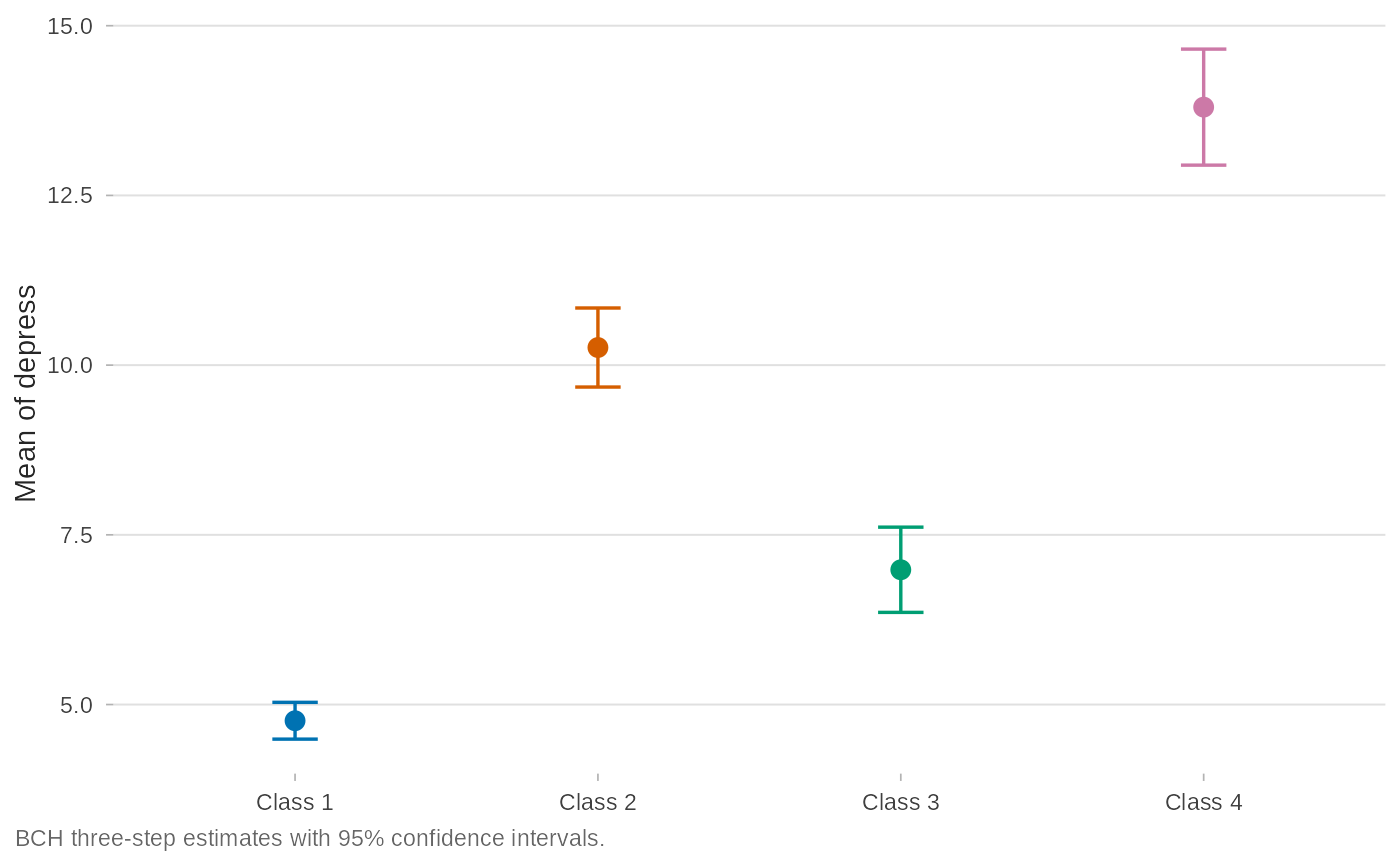 15.0
12.5
10.0
7.5
5.0
Mean of depress
Class 1
Class 2
Class 3
Class 4
BCH three-step estimates with 95% confidence intervals.